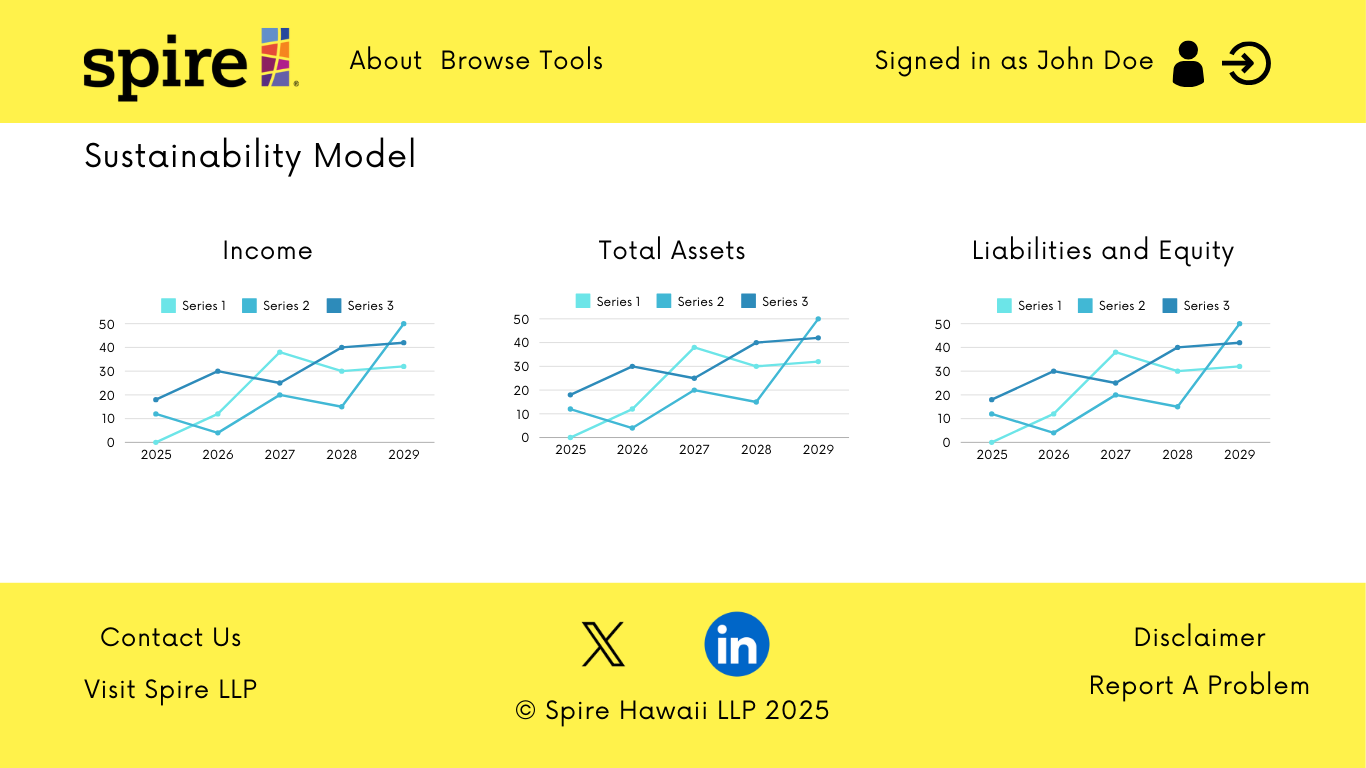 spire ®
About Browse Tools
Signed in as John Doe
Sustainability Model
Income
Series 1 Series 2 Series 3
50
40
30
20
10
0
2025 2026 2027 2028 2029
Total Assets
Series 1 Series 2 Series 3
50
40
30
20
10
0
2025 2026 2027 2028 2029
Liabilities and Equity
Series 1 Series 2 Series 3
50
40
30
20
10
0
2025 2026 2027 2028 2029
Contact Us
Visit Spire LLP
X
in
© Spire Hawaii LLP 2025
Disclaimer
Report A Problem